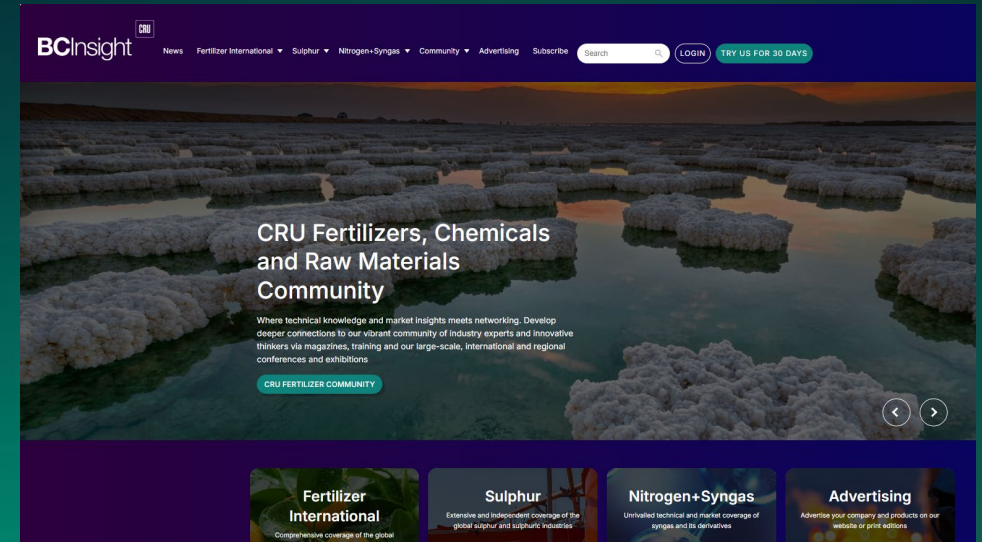 BCInsight
CRU
News Fertilizer International Sulphur Nitrogen+Syngas Community Advertising Subscribe Search LOGIN TRY US FOR 30 DAYS
CRU Fertilizers, Chemicals
and Raw Materials
Community
Where technical knowledge and market insights meets networking. Develop
deeper connections to our vibrant community of industry experts and innovative
thinkers via magazines, training and our large-scale, international and regional
conferences and exhibitions
CRU FERTILIZER COMMUNITY
Fertilizer
International
Comprehensive coverage of the global
Sulphur
Extensive and independent coverage of the
global sulphur and sulphuric industries
Nitrogen+Syngas
Unrivalled technical and market coverage of
syngas and its derivatives
Advertising
Advertise your company and products on our
website or print editions